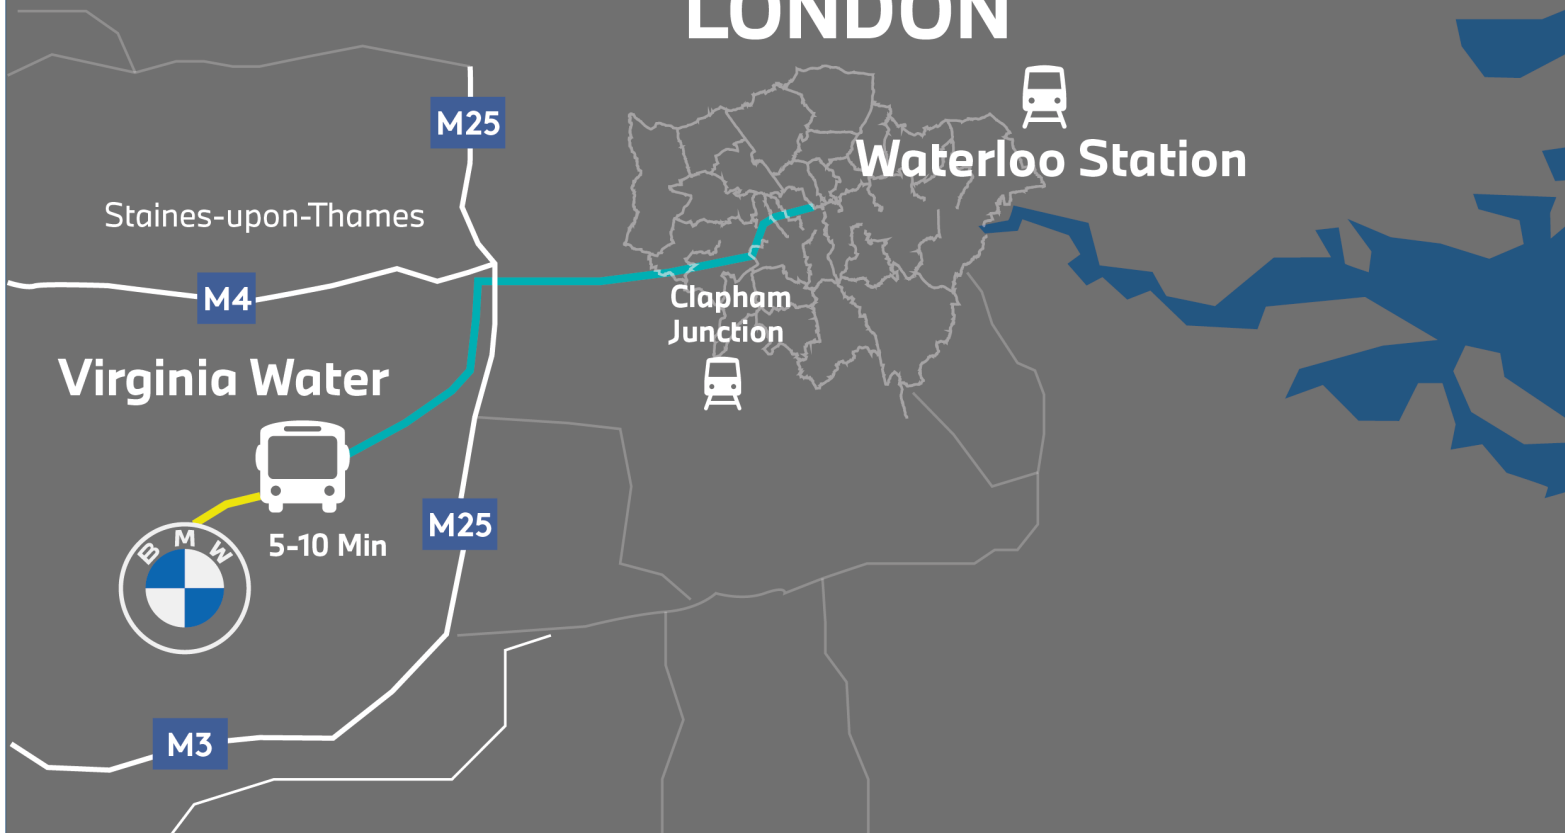 LONDON
M25
Waterloo Station
Staines-upon-Thames
M4
Clapham
Junction
Virginia Water
5-10 Min
M25
BMW
M3